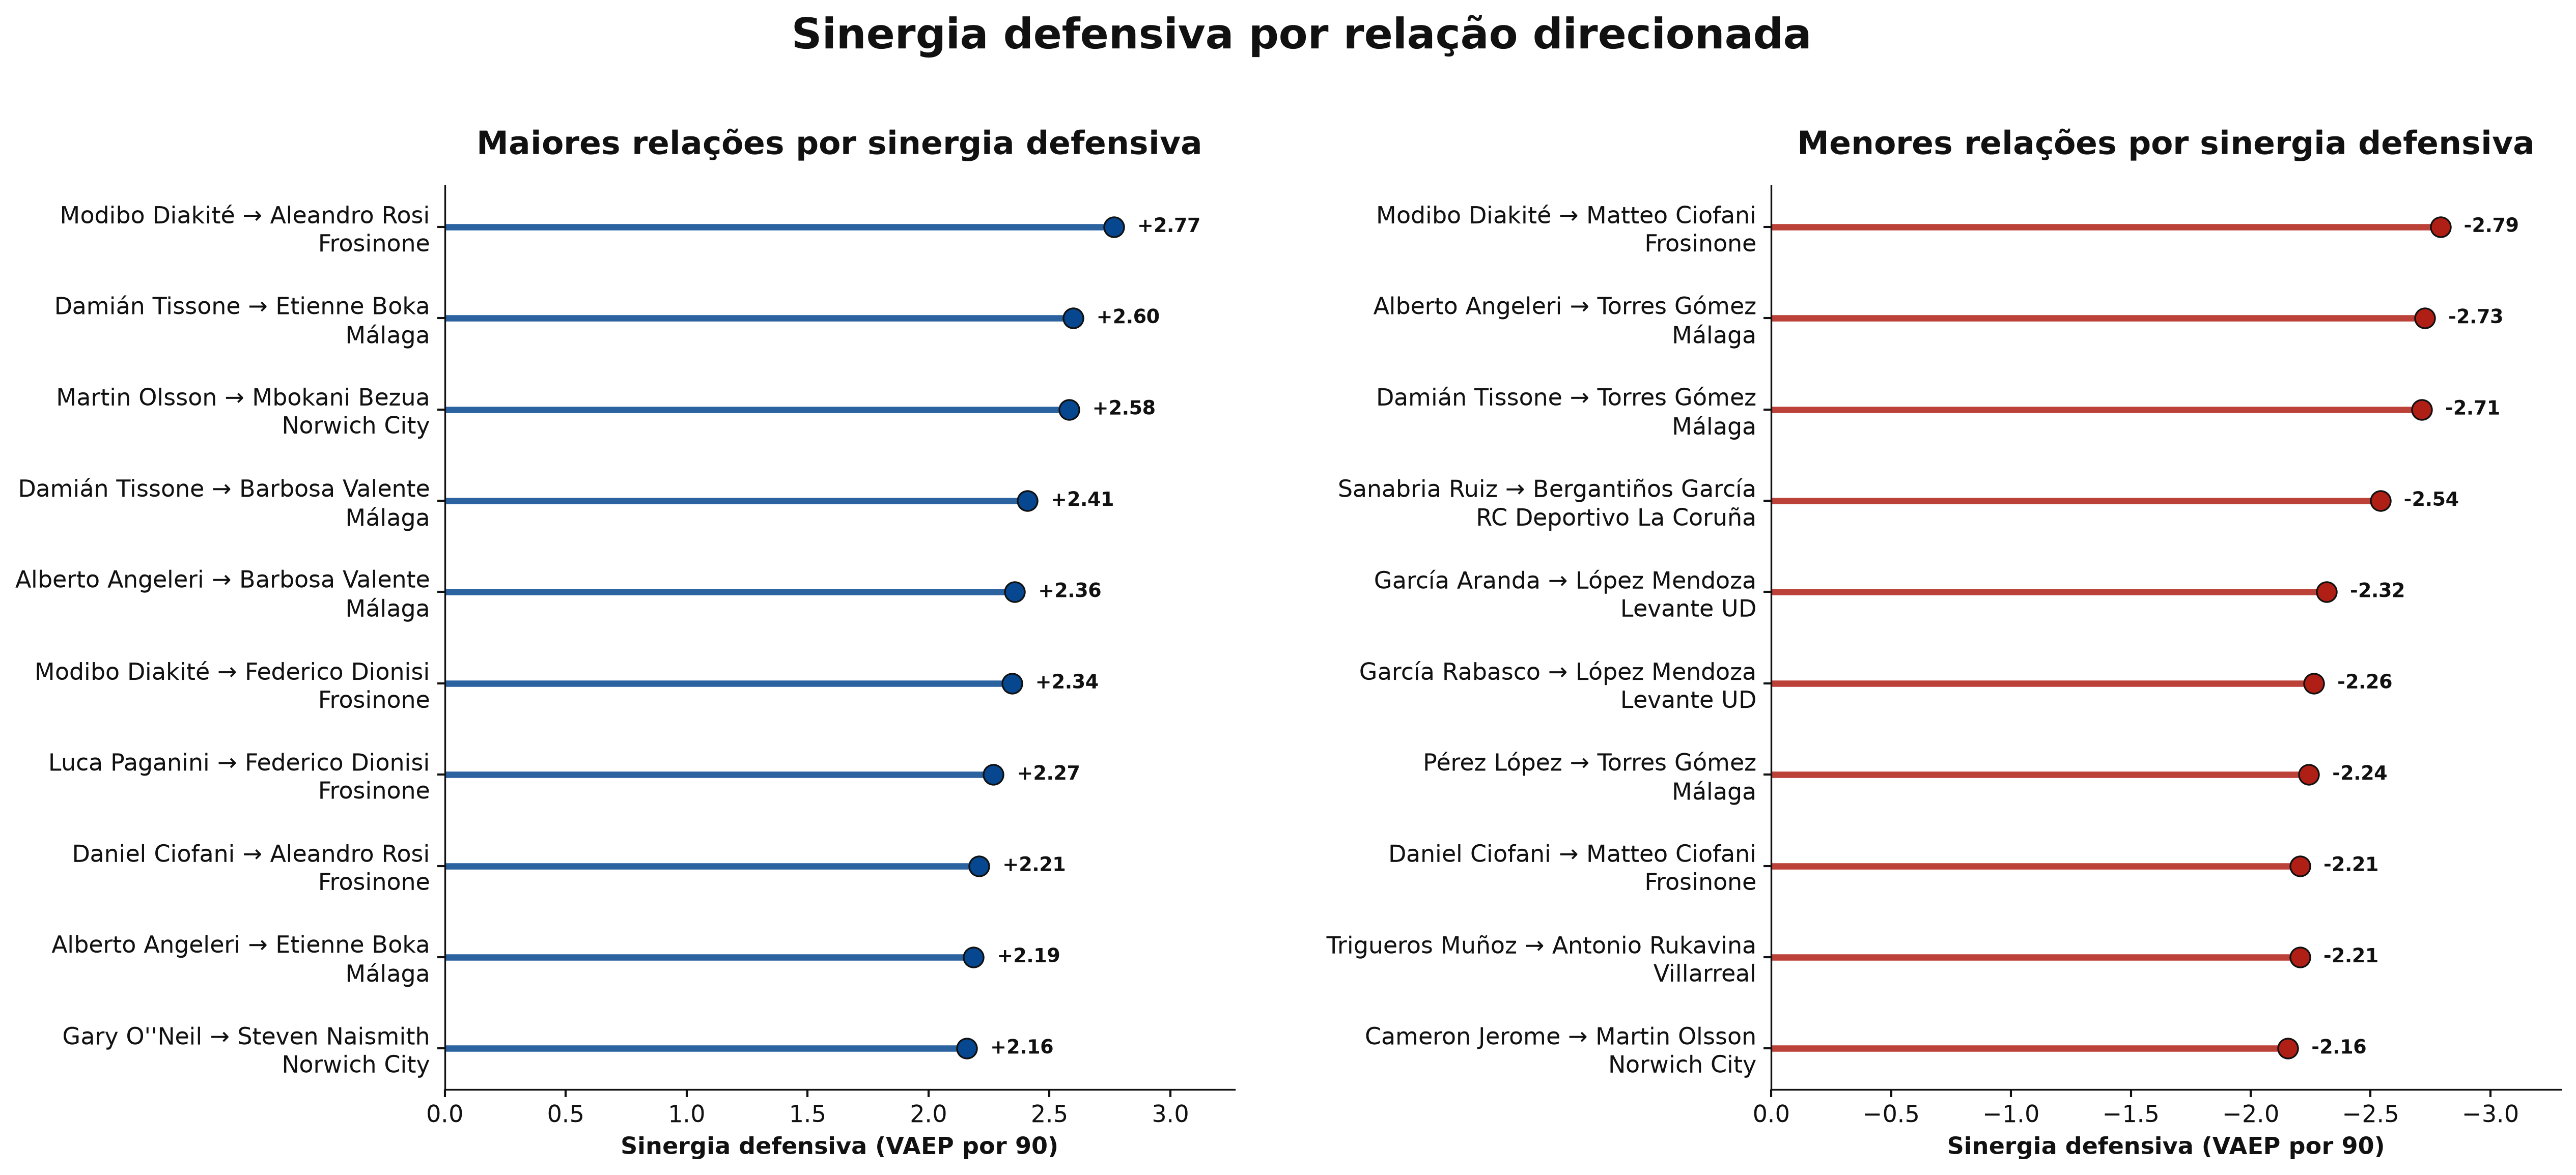 Sinergia defensiva por relação direcionada
Maiores relações por sinergia defensiva
Modibo Diakité → Aleandro Rosi
Frosinone
+2.77
Damián Tissone → Etienne Boka
Málaga
+2.60
Martin Olsson → Mbokani Bezua
Norwich City
+2.58
Damián Tissone → Barbosa Valente
Málaga
+2.41
Alberto Angeleri → Barbosa Valente
Málaga
+2.36
Modibo Diakité → Federico Dionisi
Frosinone
+2.34
Luca Paganini → Federico Dionisi
Frosinone
+2.27
Daniel Ciofani → Aleandro Rosi
Frosinone
+2.21
Alberto Angeleri → Etienne Boka
Málaga
+2.19
Gary O''Neil → Steven Naismith
Norwich City
+2.16
0.0 0.5 1.0 1.5 2.0 2.5 3.0
Sinergia defensiva (VAEP por 90)
Menores relações por sinergia defensiva
Modibo Diakité → Matteo Ciofani
Frosinone
-2.79
Alberto Angeleri → Torres Gómez
Málaga
-2.73
Damián Tissone → Torres Gómez
Málaga
-2.71
Sanabria Ruiz → Bergantiños García
RC Deportivo La Coruña
-2.54
García Aranda → López Mendoza
Levante UD
-2.32
García Rabasco → López Mendoza
Levante UD
-2.26
Pérez López → Torres Gómez
Málaga
-2.24
Daniel Ciofani → Matteo Ciofani
Frosinone
-2.21
Trigueros Muñoz → Antonio Rukavina
Villarreal
-2.21
Cameron Jerome → Martin Olsson
Norwich City
-2.16
0.0 −0.5 −1.0 −1.5 −2.0 −2.5 −3.0
Sinergia defensiva (VAEP por 90)